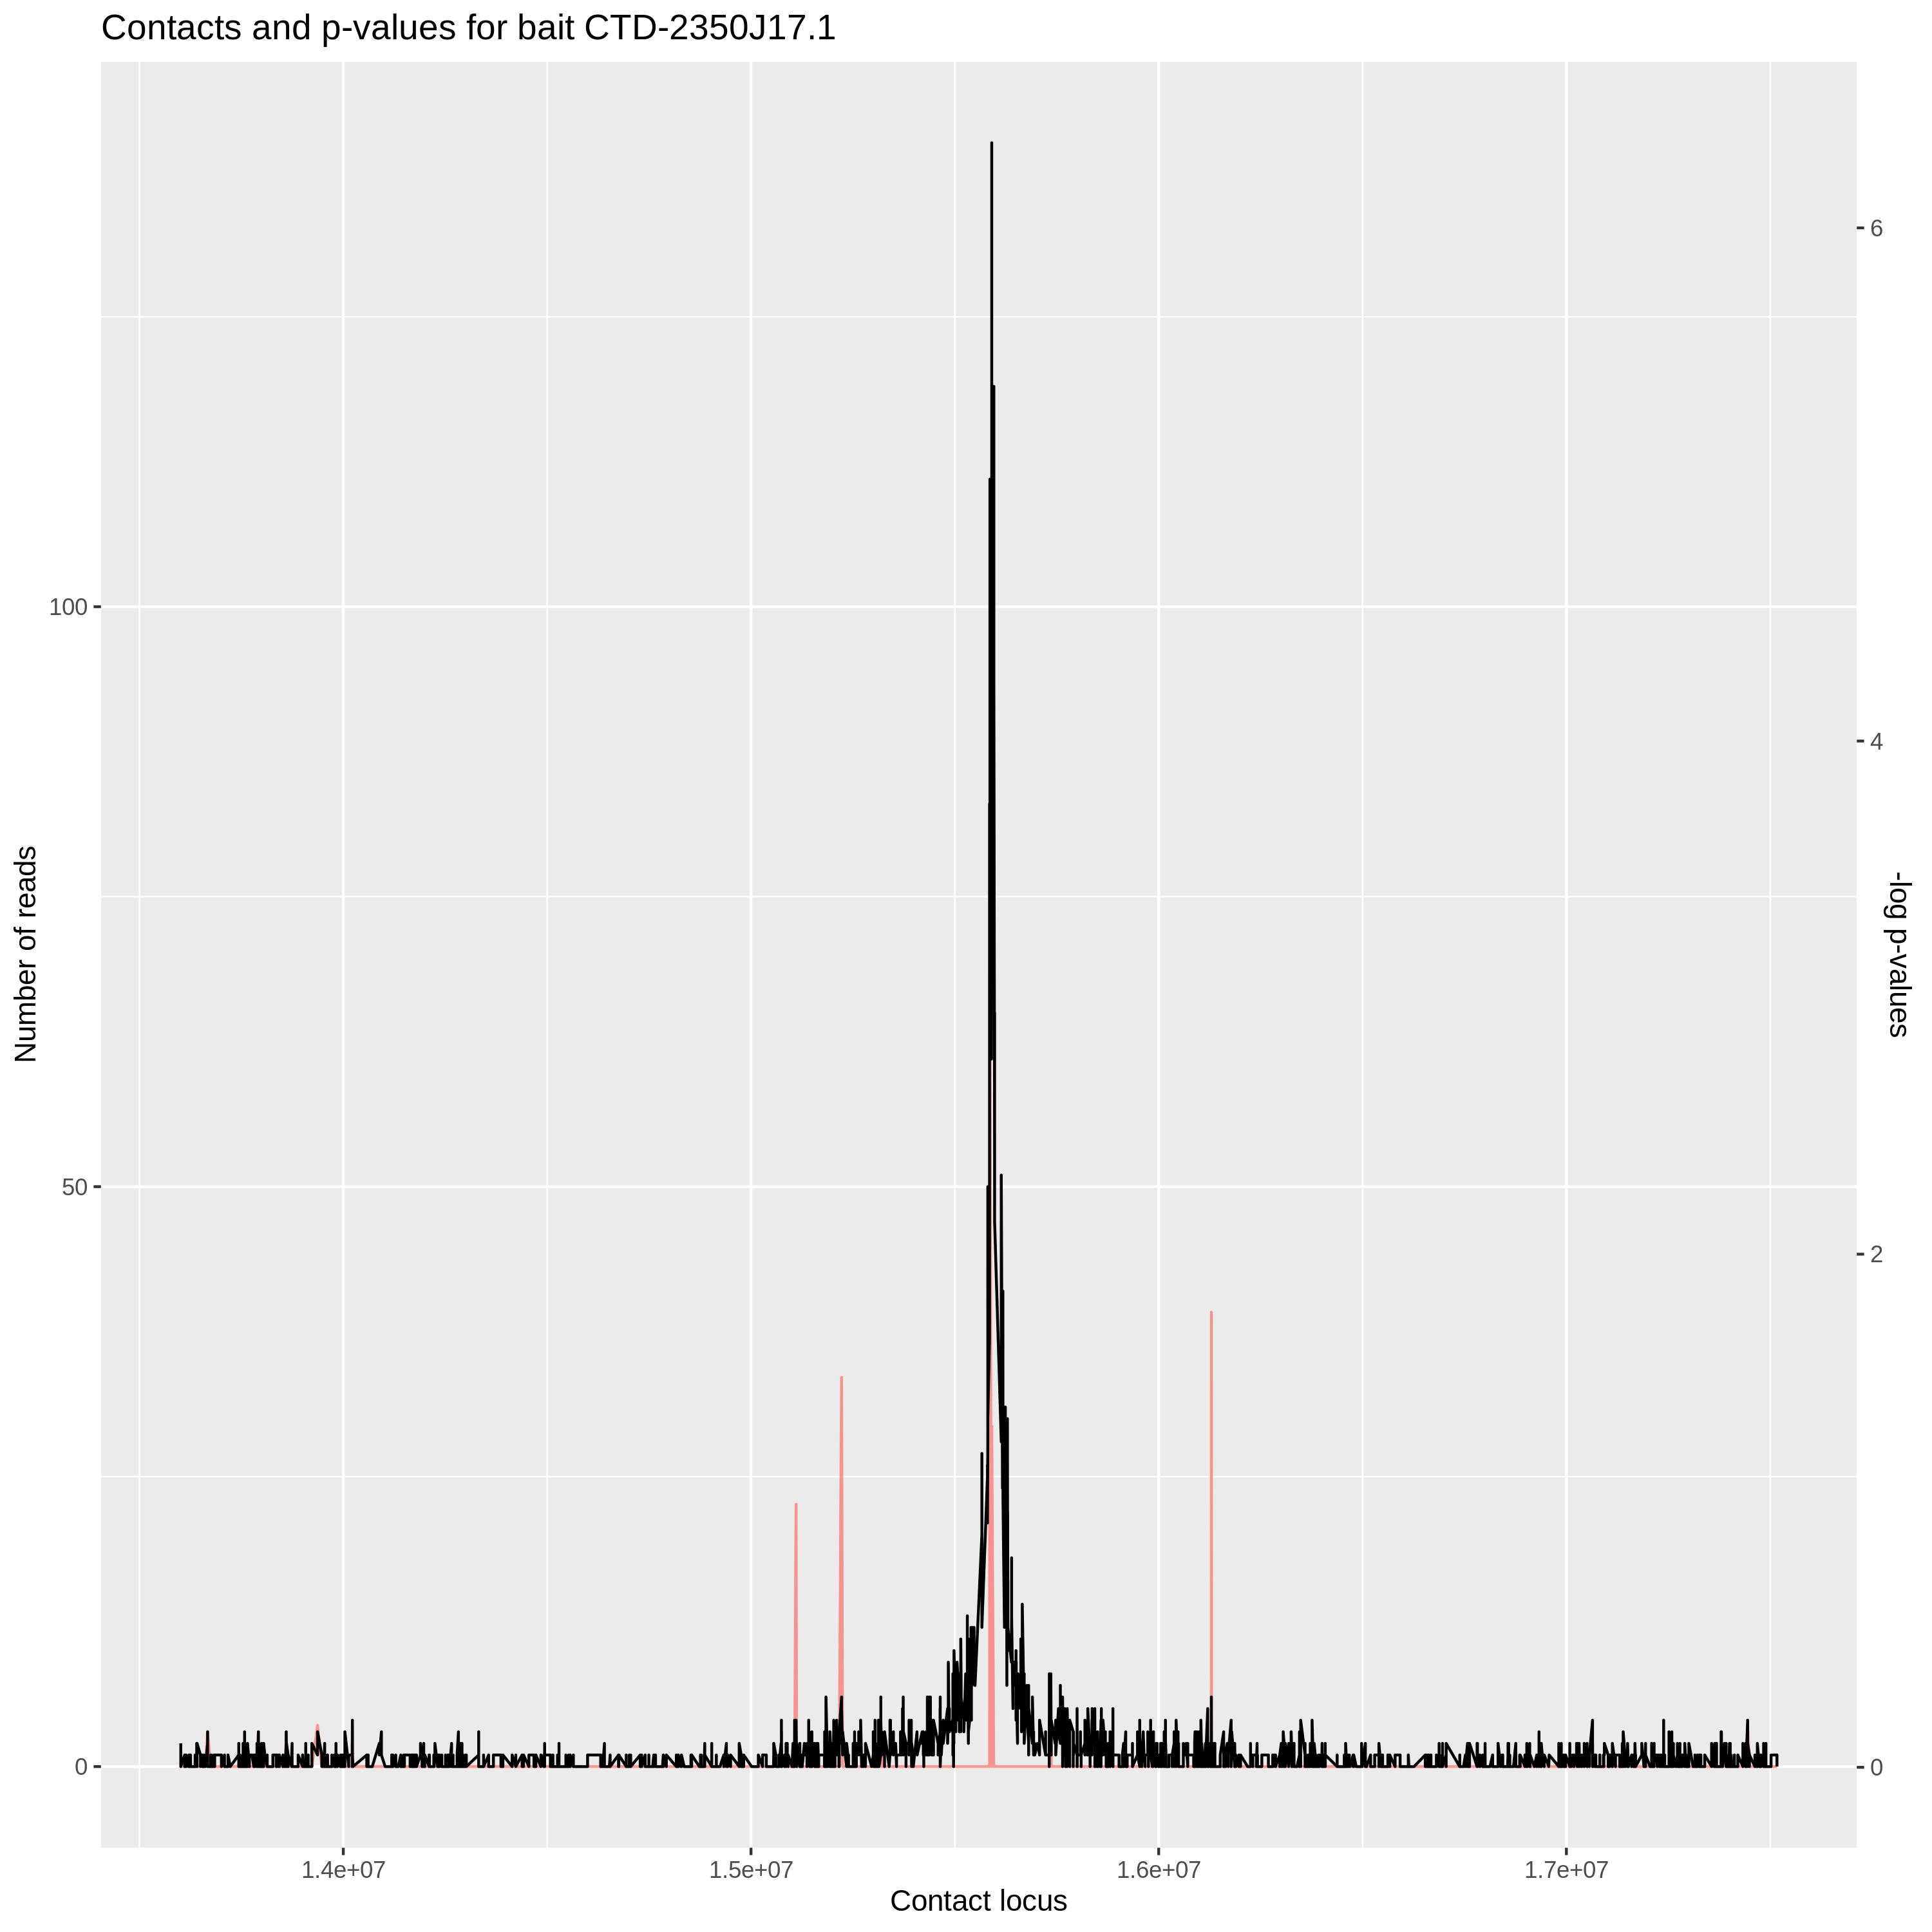 Contacts and p-values for bait CTD-2350J17.1
Number of reads
100
50
0
6
4
2
0
-log p-values
1.4e+07
1.5e+07
1.6e+07
1.7e+07
Contact locus